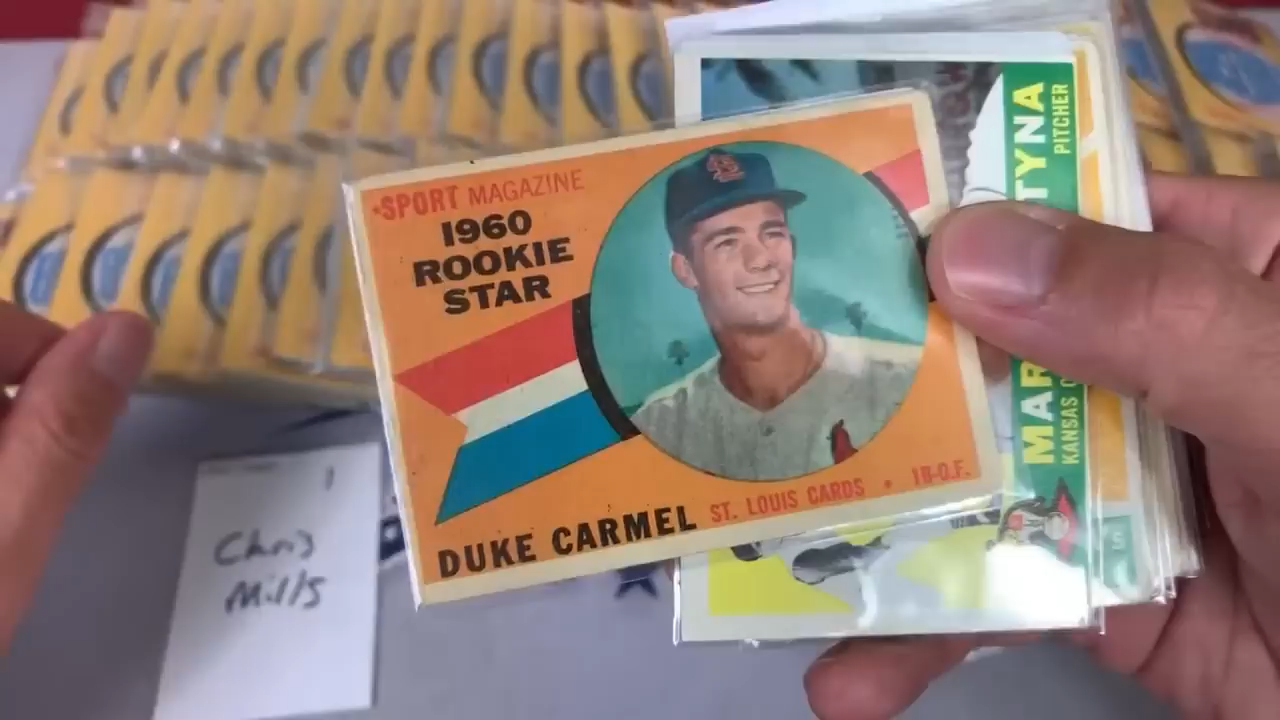 SPORT MAGAZINE
1960
ROOKIE
STAR
DUKE CARMEL
ST. LOUIS CARDS • 1B-O.F.
TYNA
PITCHER
MAR
KANSAS C
1
Chris
Mills